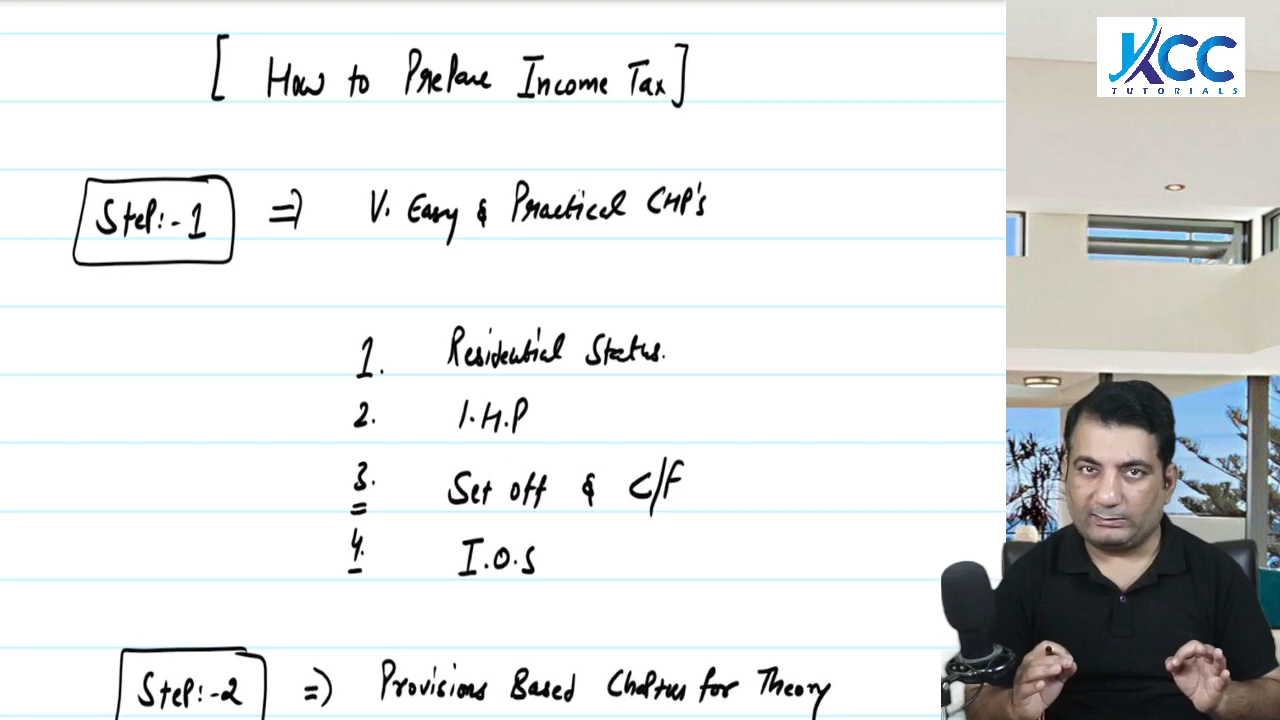 [ How to Prepare Income Tax ]
Step:-1 ⇒ V. Easy & Practical CHP's
1. Residential Status.
2. I.H.P
3. Set off & C/F
4. I.O.S
Step:-2 ⇒ Provisions Based Chapters for Theory
KCC
TUTORIALS